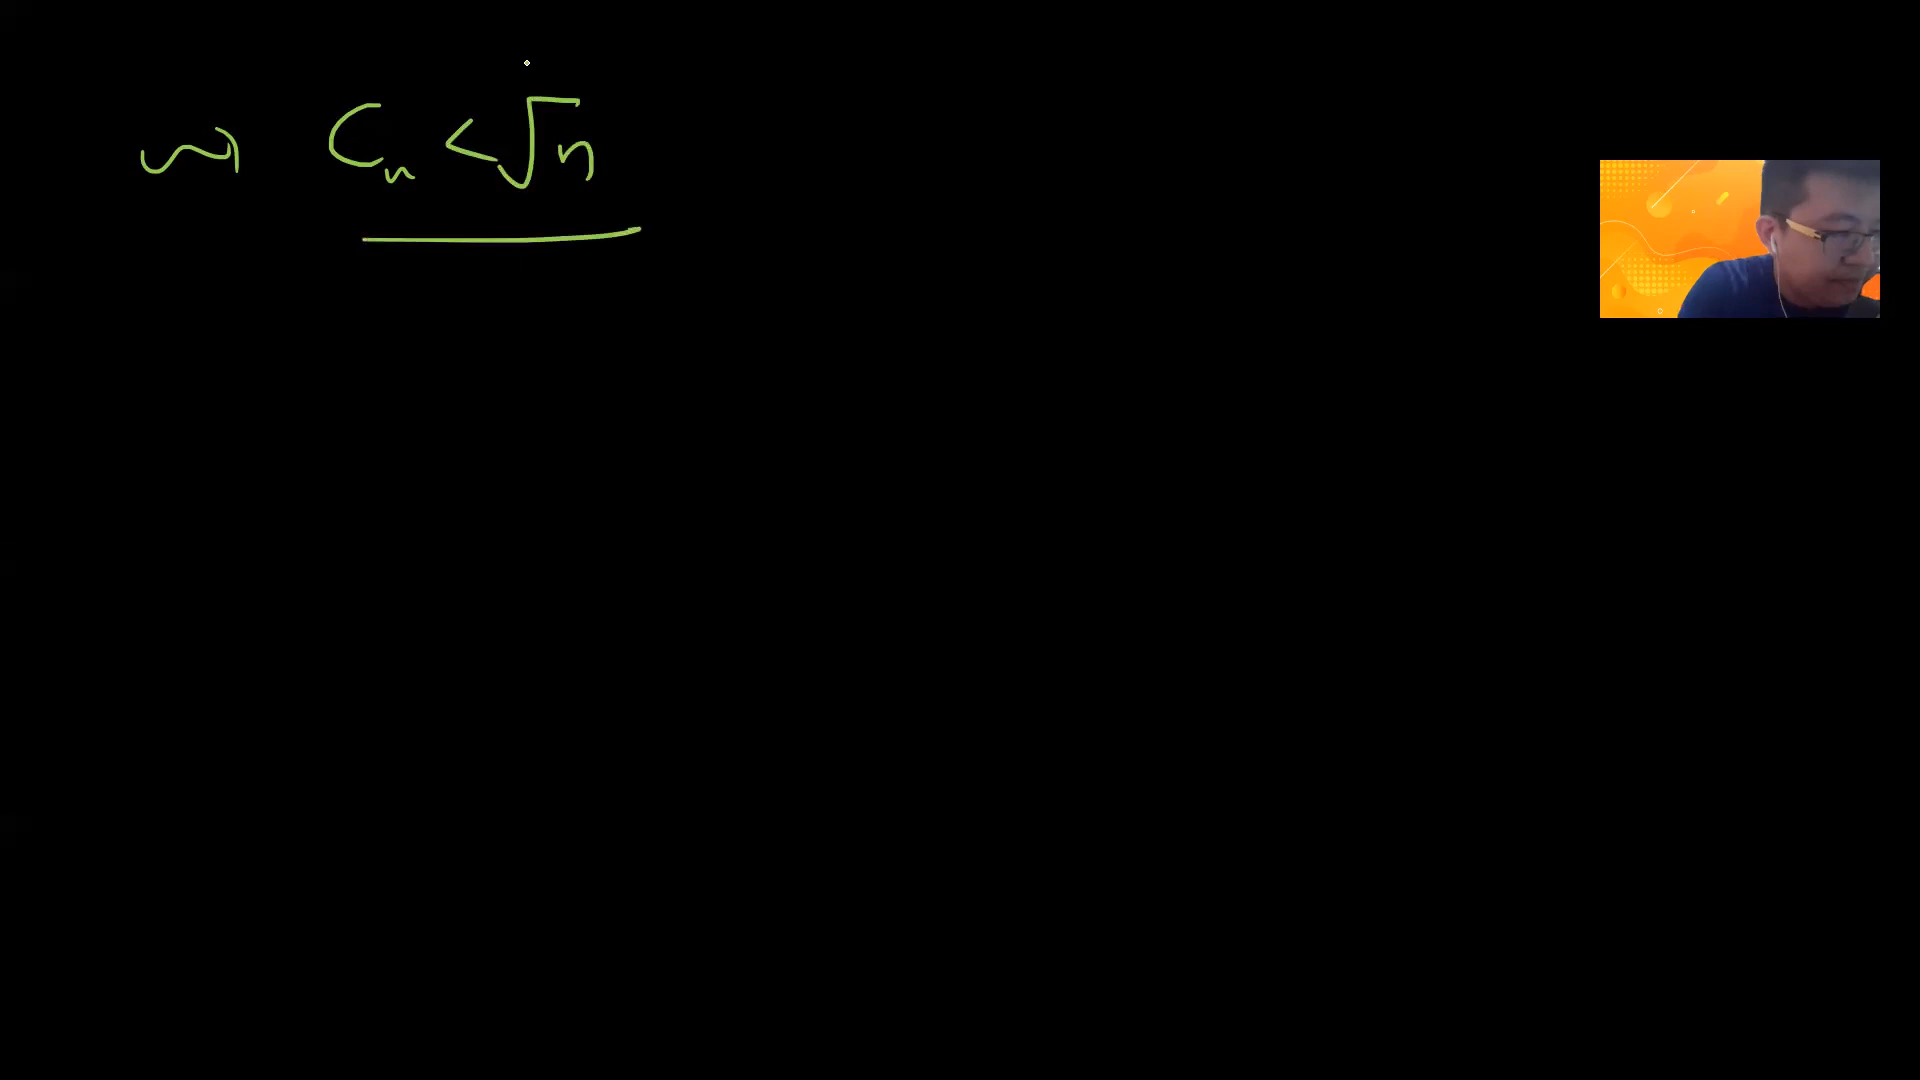 ⇝ Cₙ < √n